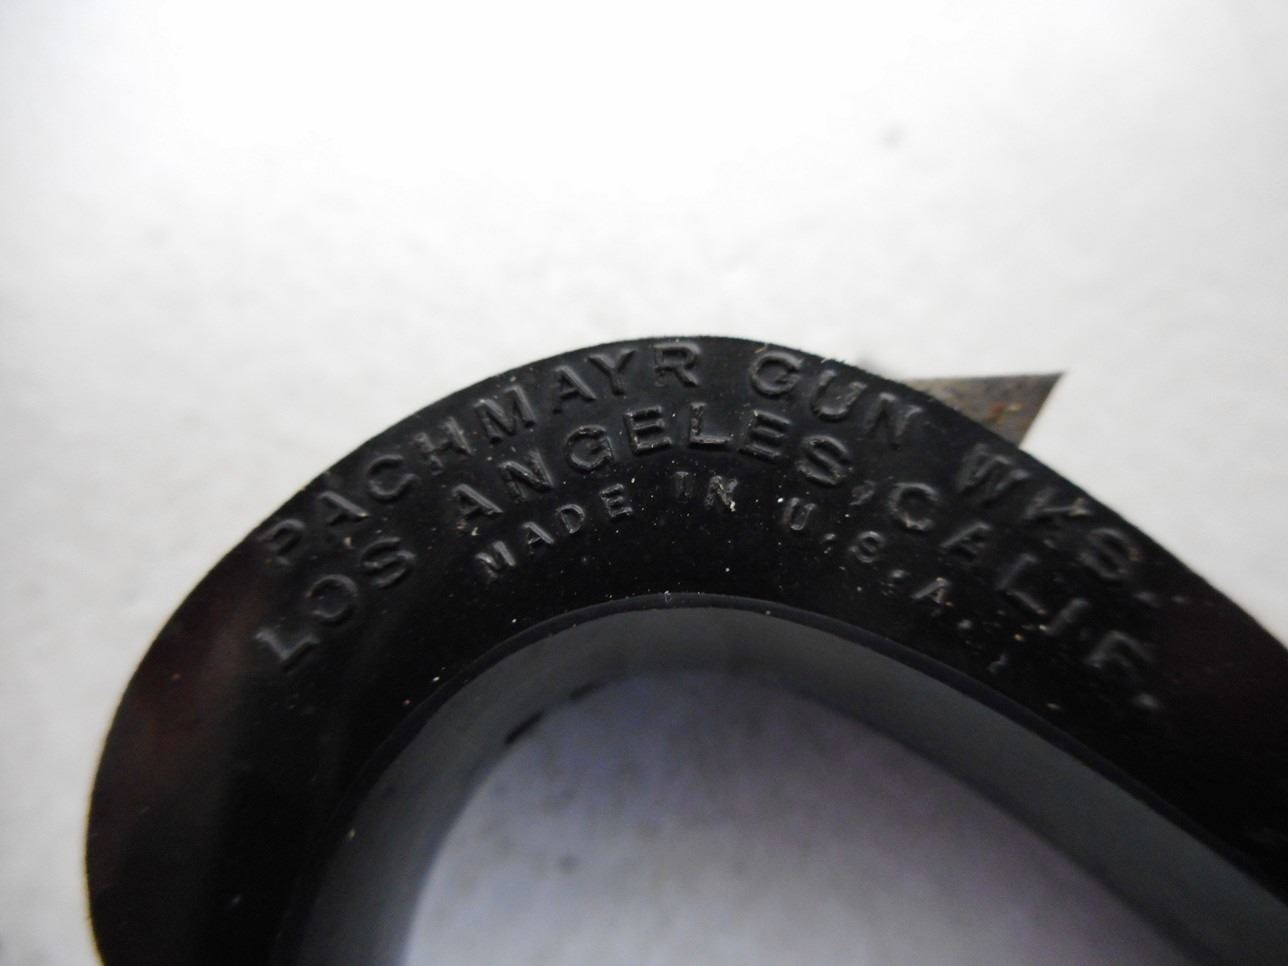 PACHMAYR GUN WKS.
LOS ANGELES, CALIF.
MADE IN U.S.A.